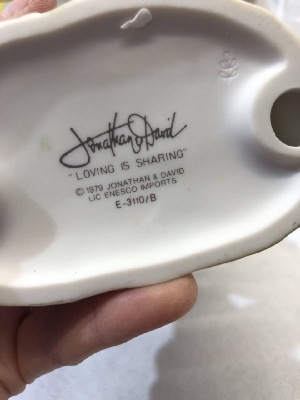 Jonathan & David
"LOVING IS SHARING"
© 1979 JONATHAN & DAVID
LIC ENESCO IMPORTS
E-3110/B